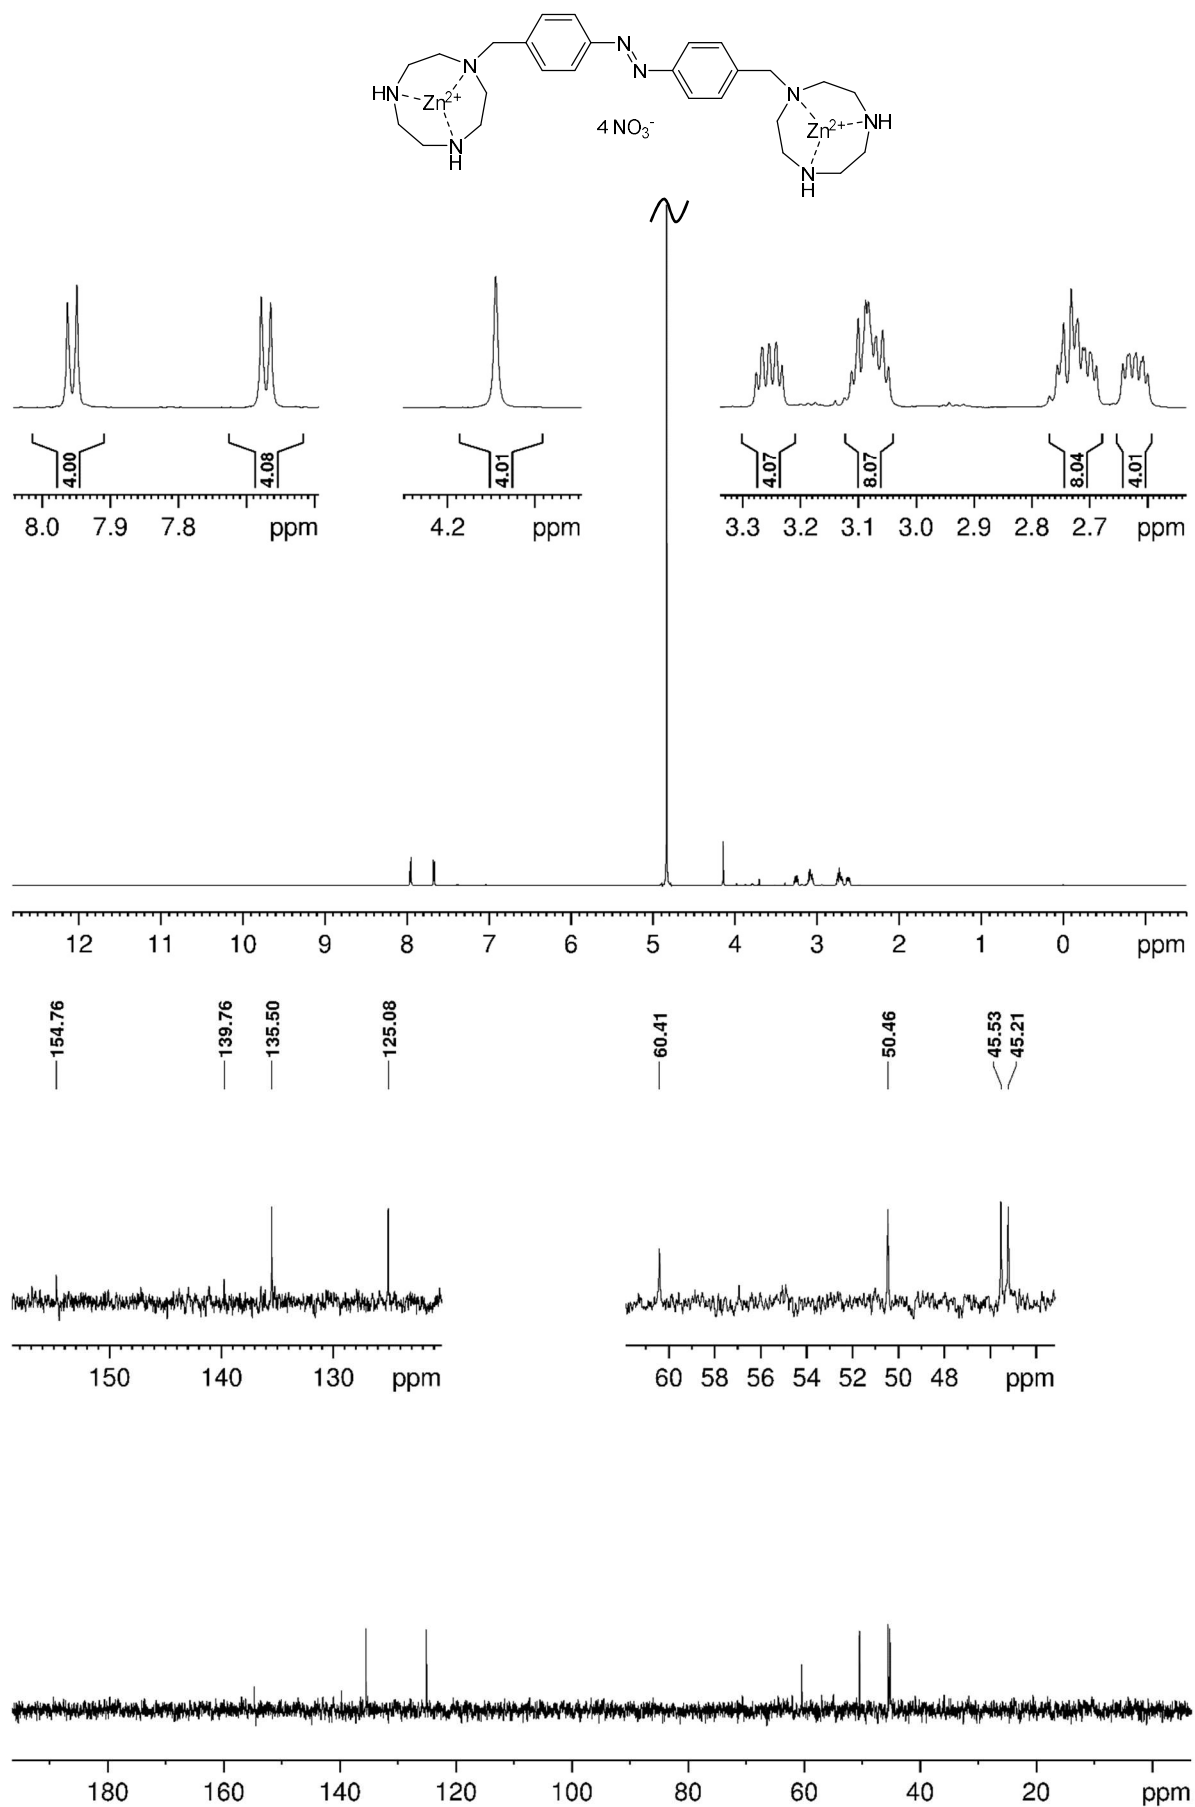 N
N
N
HN
Zn2+
N
Zn2+
NH
4 NO3-
NH
NH
4.00
4.08
4.01
4.07
8.07
8.04
4.01
8.0 7.9 7.8 ppm
4.2 ppm
3.3 3.2 3.1 3.0 2.9 2.8 2.7 ppm
12 11 10 9 8 7 6 5 4 3 2 1 0 ppm
154.76
139.76
135.50
125.08
60.41
50.46
45.53
45.21
150 140 130 ppm
60 58 56 54 52 50 48 ppm
180 160 140 120 100 80 60 40 20 ppm